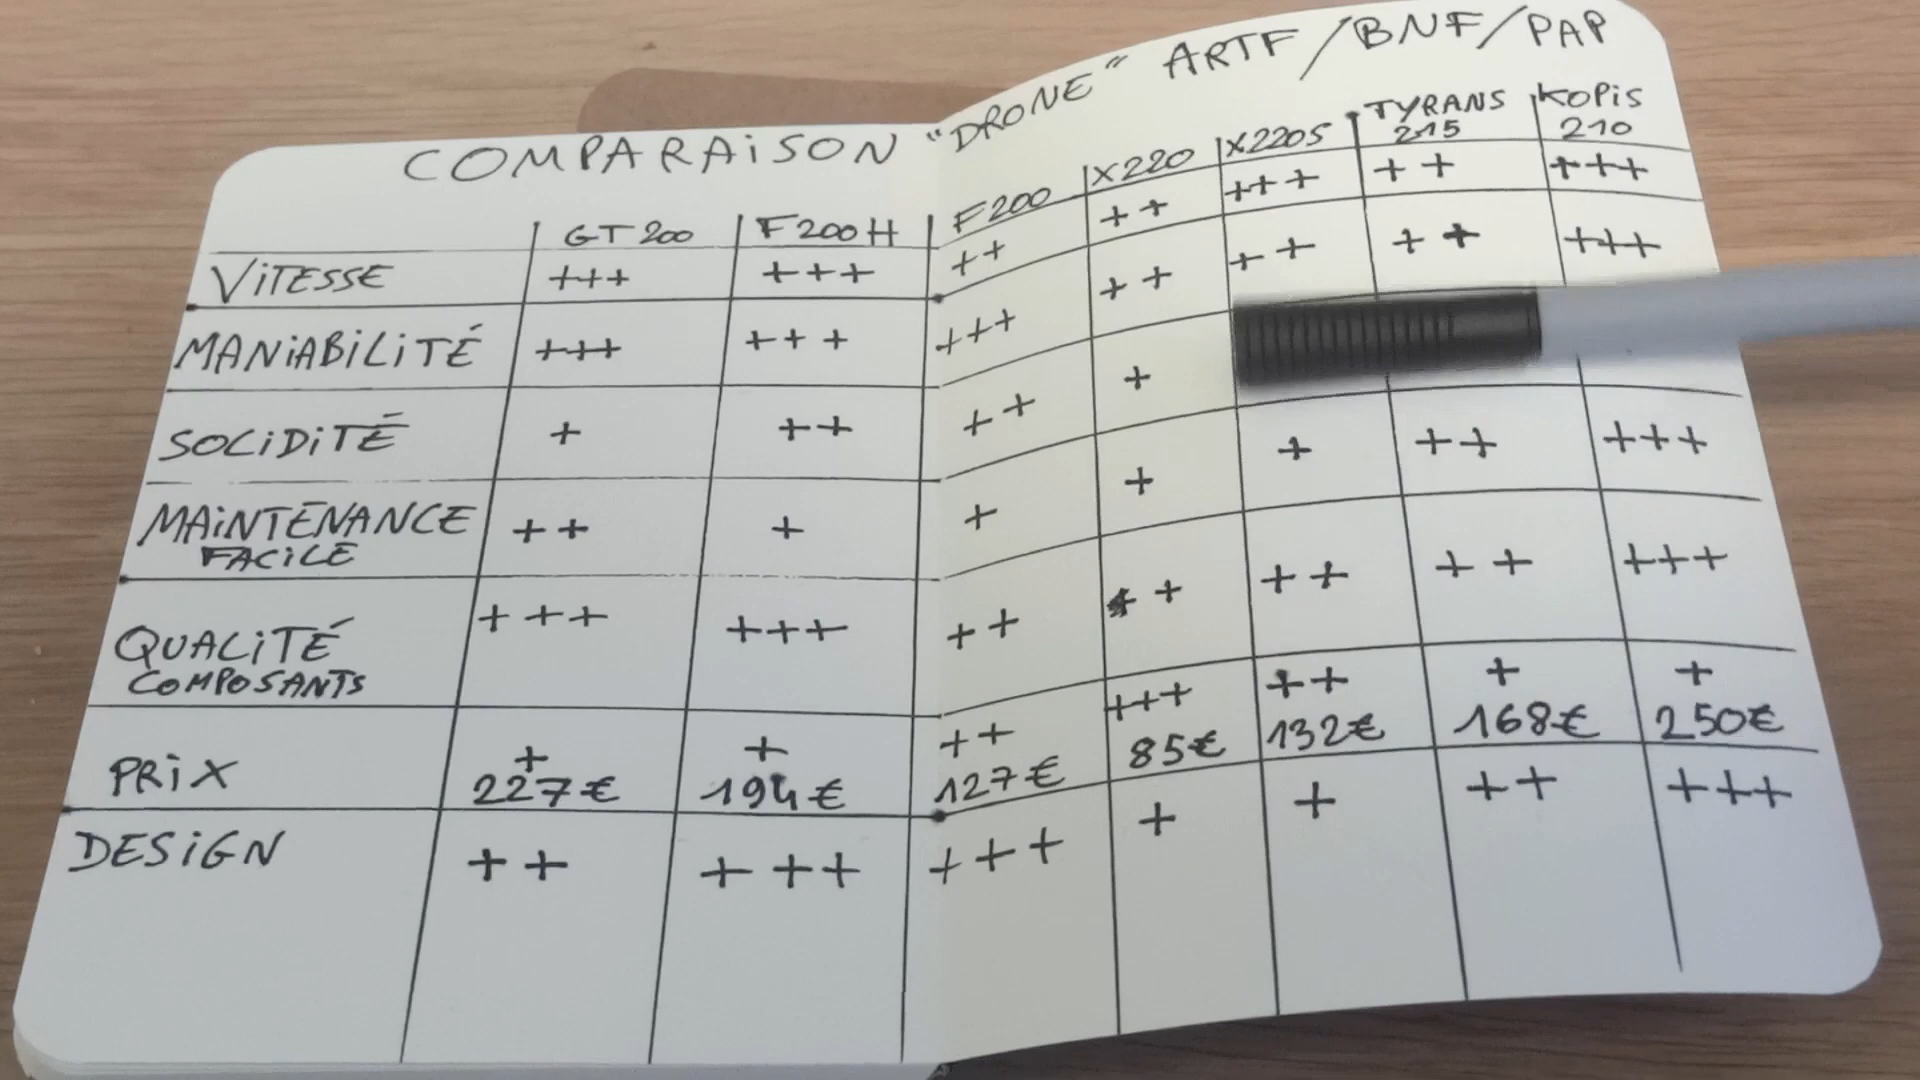 COMPARAISON "DRONE" ARTF/BNF/PAP
GT200 F200H F200 X220 X220S TYRANS 215 KOPIS 210
VITESSE +++ +++ ++ ++ +++ ++ +++
MANIABILITÉ +++ +++ +++ ++ ++ ++ +++
SOLIDITÉ + ++ ++ +
MAINTENANCE FACILE ++ + + + + ++ +++
QUALITÉ COMPOSANTS +++ +++ ++ ++ ++ ++ +++
PRIX + 227€ + 194€ ++ 127€ +++ 85€ ++ 132€ + 168€ + 250€
DESIGN ++ +++ +++ + + ++ +++